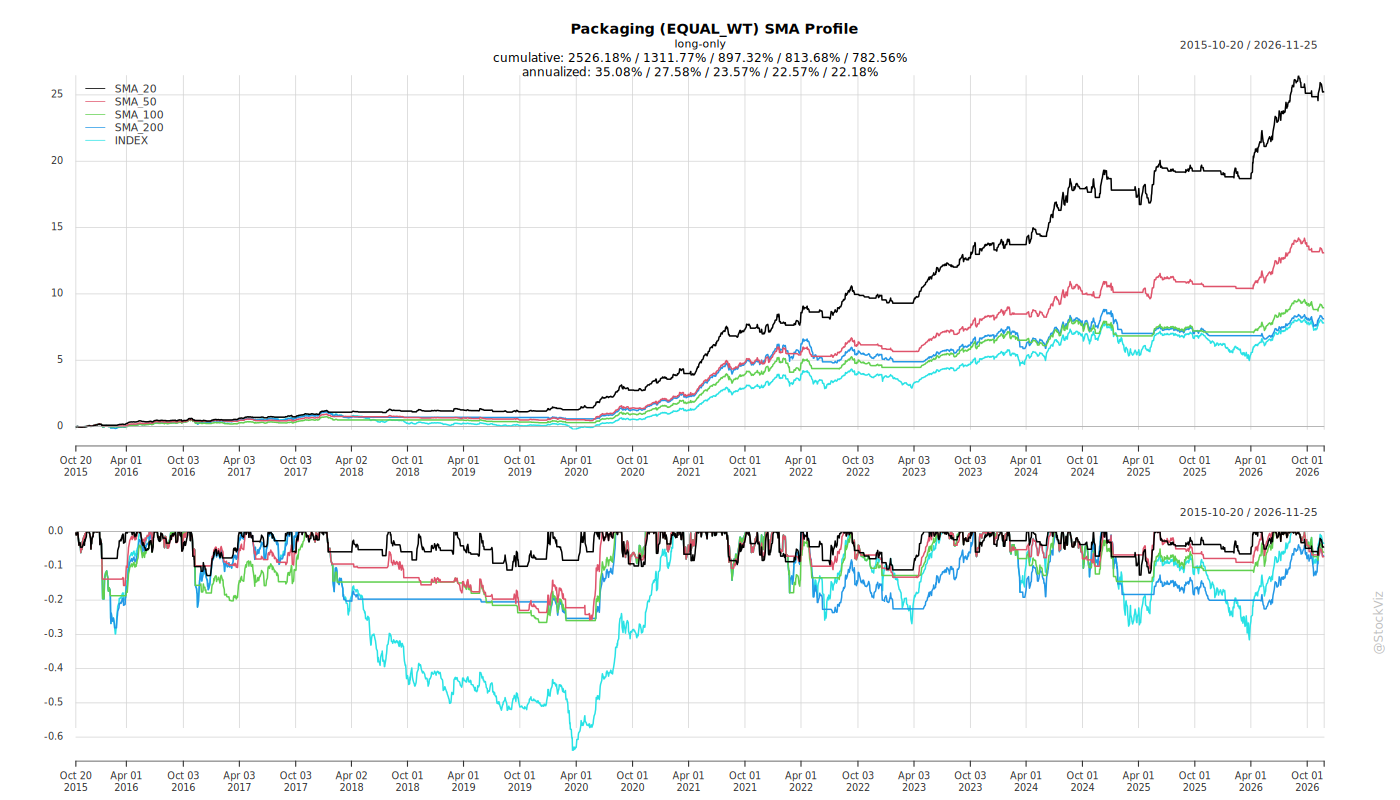 Packaging (EQUAL_WT) SMA Profile
long-only
cumulative: 2526.18% / 1311.77% / 897.32% / 813.68% / 782.56%
annualized: 35.08% / 27.58% / 23.57% / 22.57% / 22.18%
2015-10-20 / 2026-11-25
SMA_20
SMA_50
SMA_100
SMA_200
INDEX
25
20
15
10
5
0
Oct 20 Apr 01 Oct 03 Apr 03 Oct 03 Apr 02 Oct 01 Apr 01 Oct 01 Apr 01 Oct 01 Apr 01 Oct 01 Apr 01 Oct 03 Apr 03 Oct 03 Apr 01 Oct 01 Apr 01 Oct 01 Apr 01 Oct 01
2015 2016 2016 2017 2017 2018 2018 2019 2019 2020 2020 2021 2021 2022 2022 2023 2023 2024 2024 2025 2025 2026 2026
2015-10-20 / 2026-11-25
0.0
-0.1
-0.2
-0.3
-0.4
-0.5
-0.6
Oct 20 Apr 01 Oct 03 Apr 03 Oct 03 Apr 02 Oct 01 Apr 01 Oct 01 Apr 01 Oct 01 Apr 01 Oct 01 Apr 01 Oct 03 Apr 03 Oct 03 Apr 01 Oct 01 Apr 01 Oct 01 Apr 01 Oct 01
2015 2016 2016 2017 2017 2018 2018 2019 2019 2020 2020 2021 2021 2022 2022 2023 2023 2024 2024 2025 2025 2026 2026
@StockViz